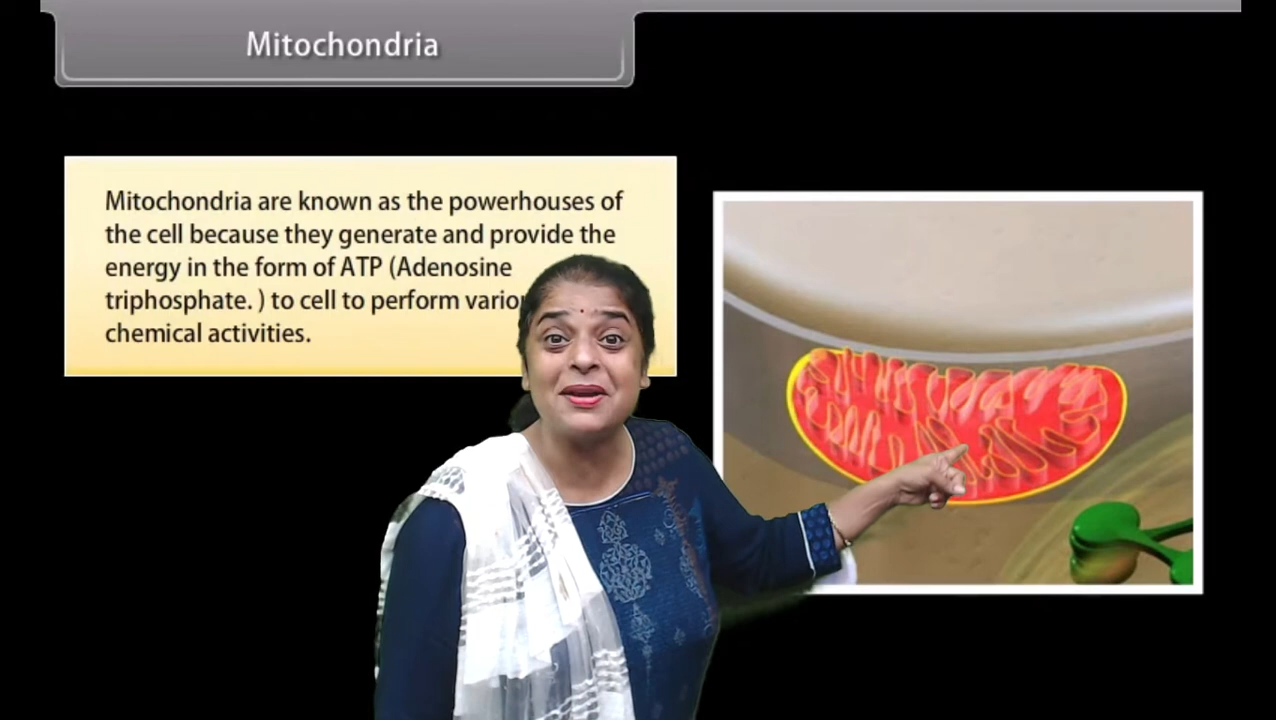 Mitochondria
Mitochondria are known as the powerhouses of
the cell because they generate and provide the
energy in the form of ATP (Adenosine
triphosphate. ) to cell to perform
chemical activities.